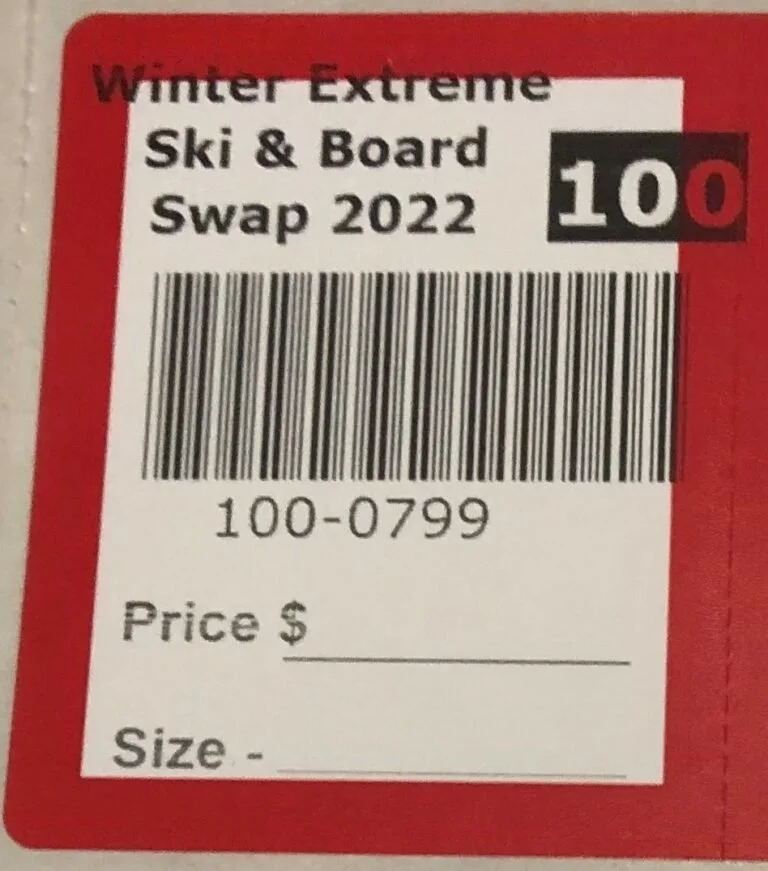 Winter Extreme
Ski & Board
Swap 2022
100
100-0799
Price $
Size -